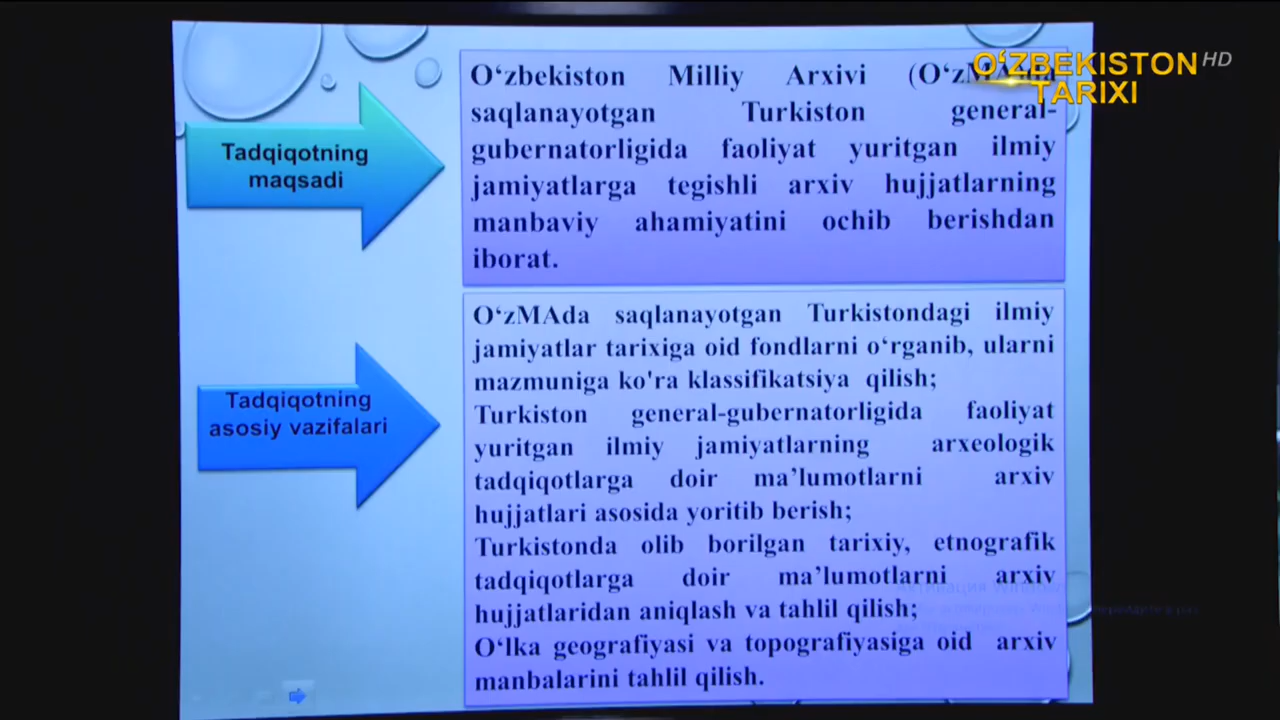 O‘ZBEKISTON HD
TARIXI
Tadqiqotning
maqsadi
O‘zbekiston Milliy Arxivi
saqlanayotgan Turkiston general-
gubernatorligida faoliyat yuritgan ilmiy
jamiyatlarga tegishli arxiv hujjatlarning
manbaviy ahamiyatini ochib berishdan
iborat.
Tadqiqotning
asosiy vazifalari
O‘zMAda saqlanayotgan Turkistondagi ilmiy
jamiyatlar tarixiga oid fondlarni o‘rganib, ularni
mazmuniga ko'ra klassifikatsiya qilish;
Turkiston general-gubernatorligida faoliyat
yuritgan ilmiy jamiyatlarning arxeologik
tadqiqotlarga doir ma’lumotlarni arxiv
hujjatlari asosida yoritib berish;
Turkistonda olib borilgan tarixiy, etnografik
tadqiqotlarga doir ma’lumotlarni arxiv
hujjatlaridan aniqlash va tahlil qilish;
O‘lka geografiyasi va topografiyasiga oid arxiv
manbalarini tahlil qilish.
Активация Windows